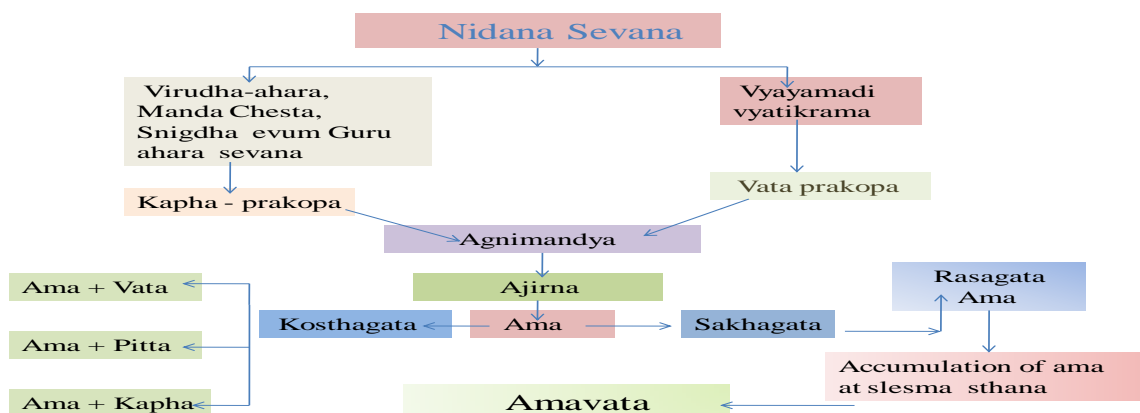 Nidana Sevana
Virudha-ahara,
Manda Chesta,
Snigdha evum Guru
ahara sevana
Vyayamadi
vyatikrama
Kapha - prakopa
Vata prakopa
Agnimandya
Ajirna
Ama + Vata
Ama + Pitta
Ama + Kapha
Kosthagata
Ama
Sakhagata
Rasagata
Ama
Accumulation of ama
at slesma sthana
Amavata